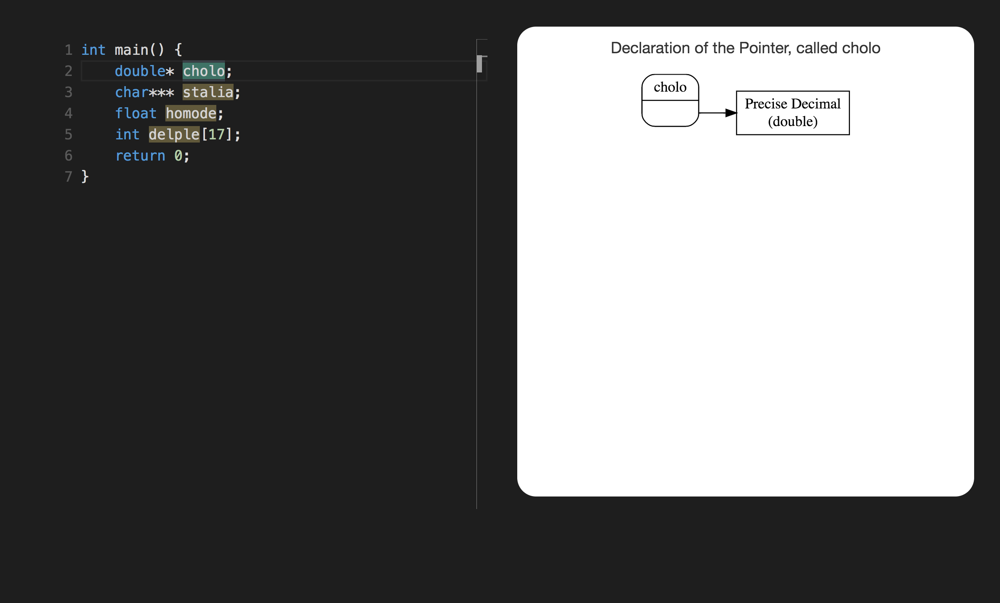 1 int main() {
2     double* cholo;
3     char*** stalia;
4     float homode;
5     int delple[17];
6     return 0;
7 }
Declaration of the Pointer, called cholo
cholo
Precise Decimal
(double)